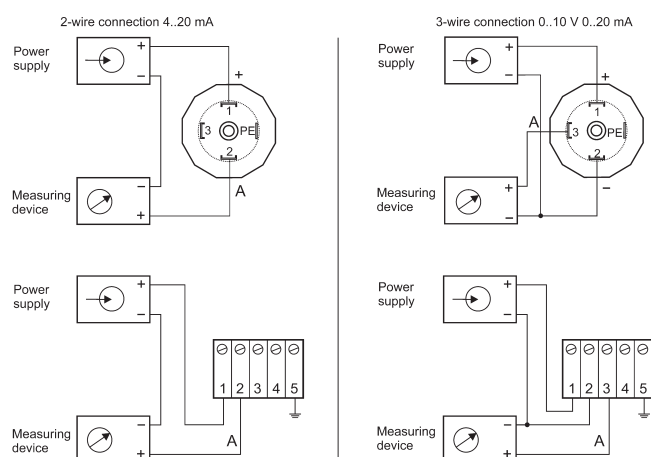 2-wire connection 4..20 mA
Power
supply
+
−
+
1
3
PE
2
A
Measuring
device
−
+
Power
supply
+
−
1 2 3 4 5
Measuring
device
−
+
A
3-wire connection 0..10 V 0..20 mA
Power
supply
+
−
+
1
A
3
PE
2
−
Measuring
device
+
−
Power
supply
+
−
1 2 3 4 5
Measuring
device
−
+
A